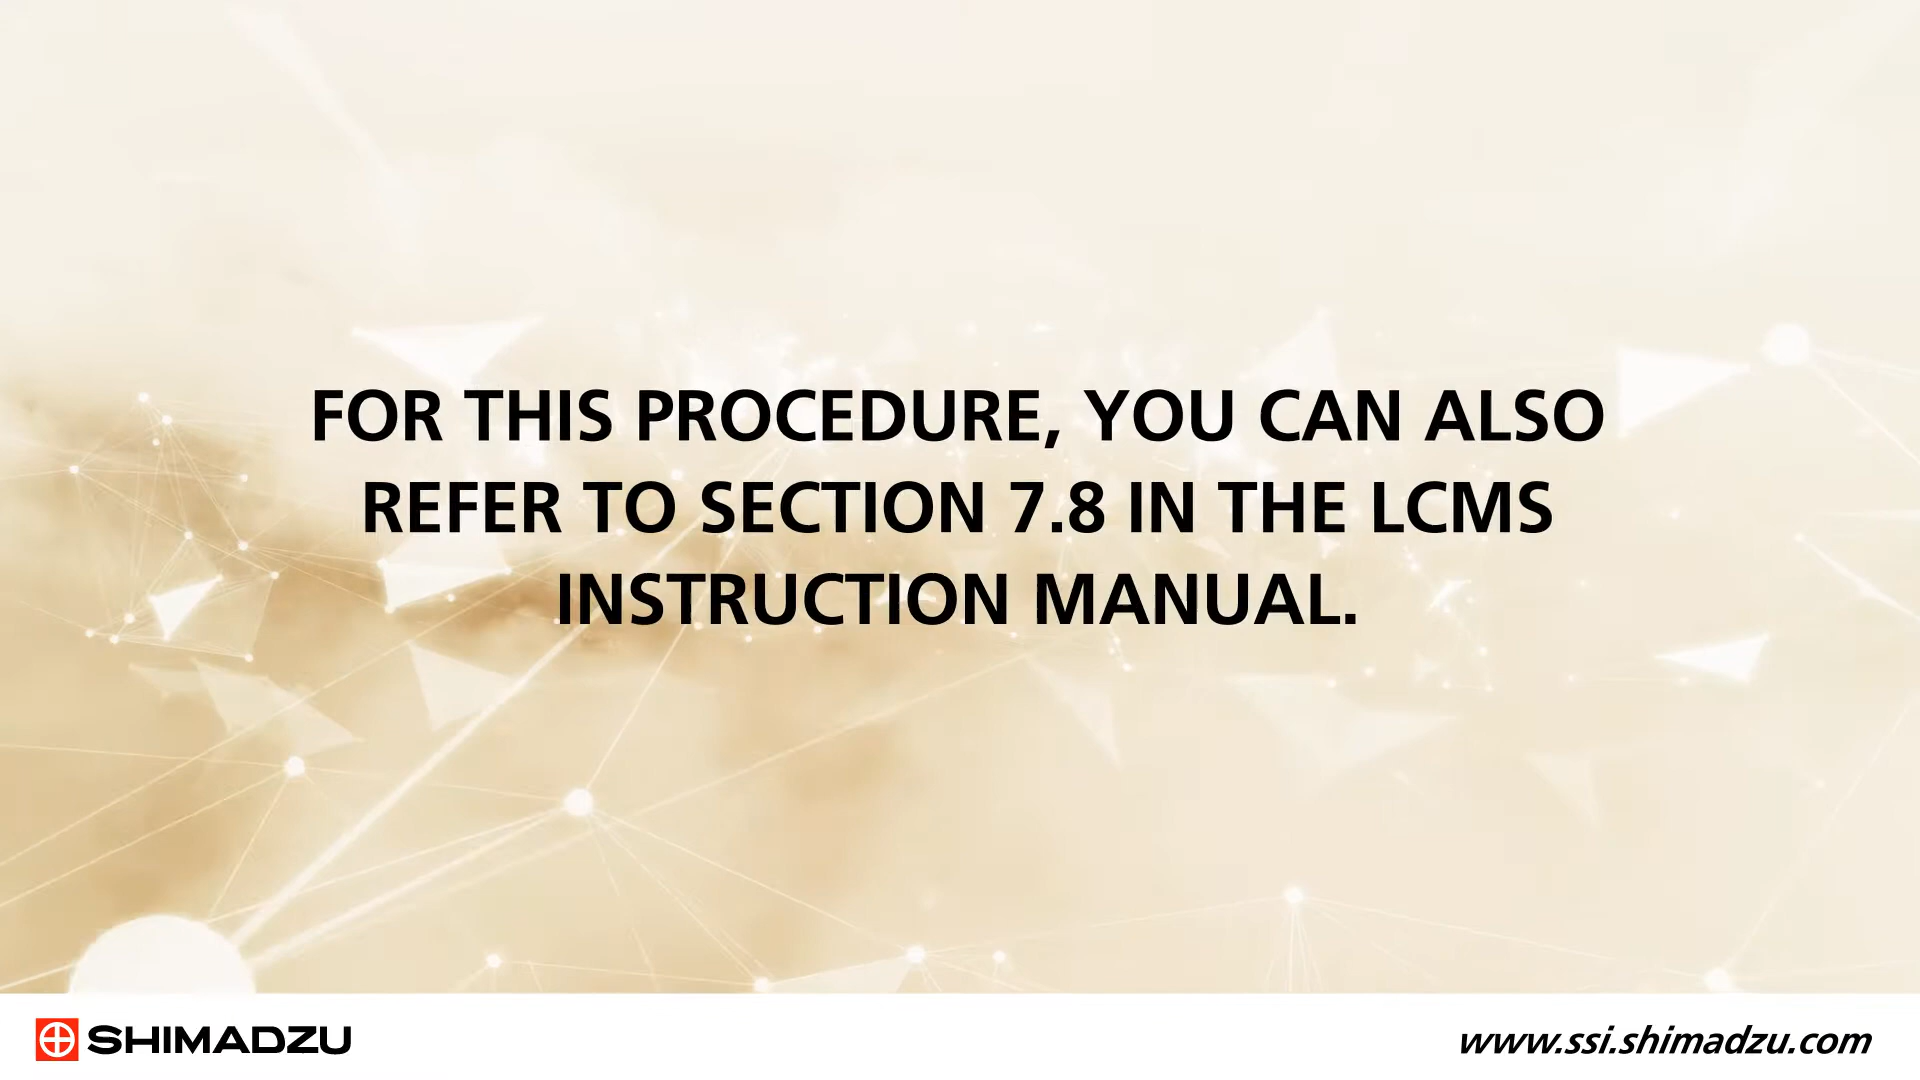 FOR THIS PROCEDURE, YOU CAN ALSO
REFER TO SECTION 7.8 IN THE LCMS
INSTRUCTION MANUAL.
SHIMADZU
www.ssi.shimadzu.com